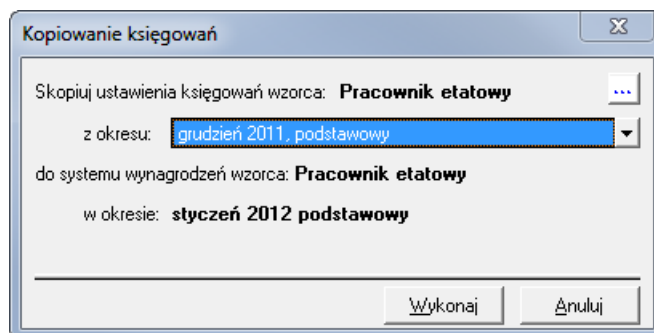 Kopiowanie księgowań
Skopiuj ustawienia księgowań wzorca: Pracownik etatowy ...
z okresu: grudzień 2011, podstawowy
do systemu wynagrodzeń wzorca: Pracownik etatowy
w okresie: styczeń 2012 podstawowy
Wykonaj Anuluj